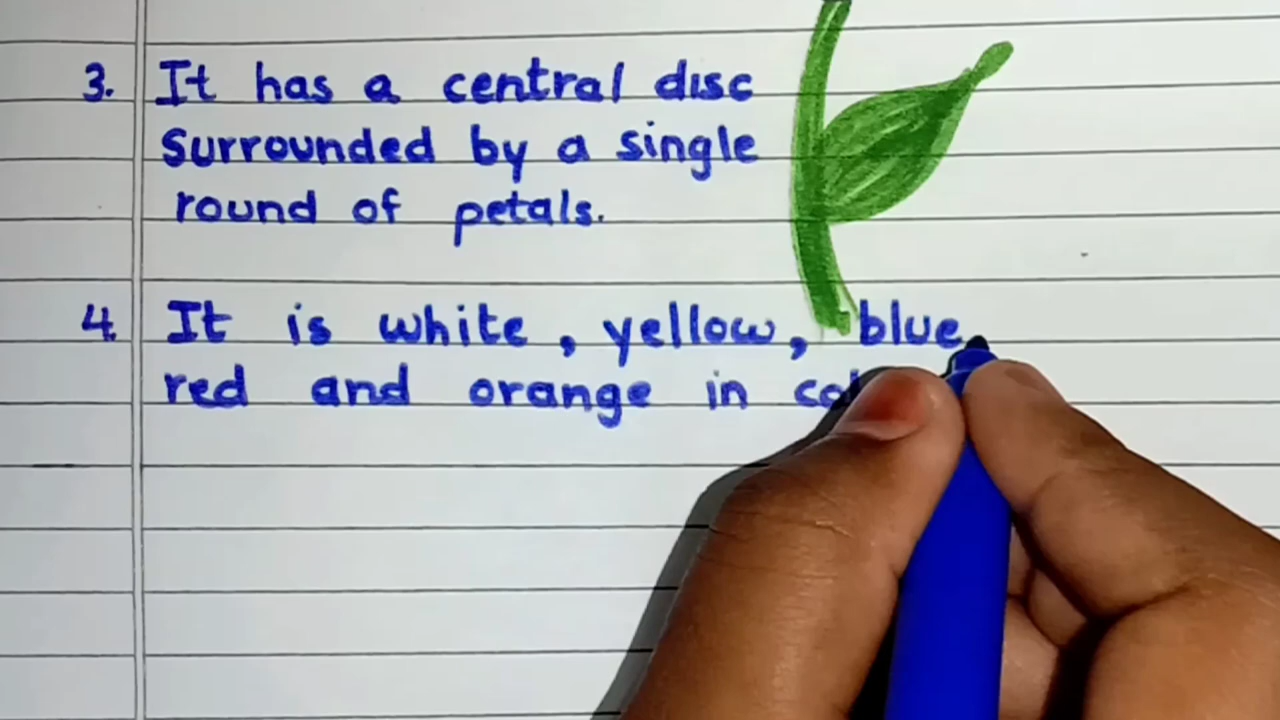 3. It has a central disc
Surrounded by a single
round of petals.
4. It is white, yellow, blue,
red and orange in